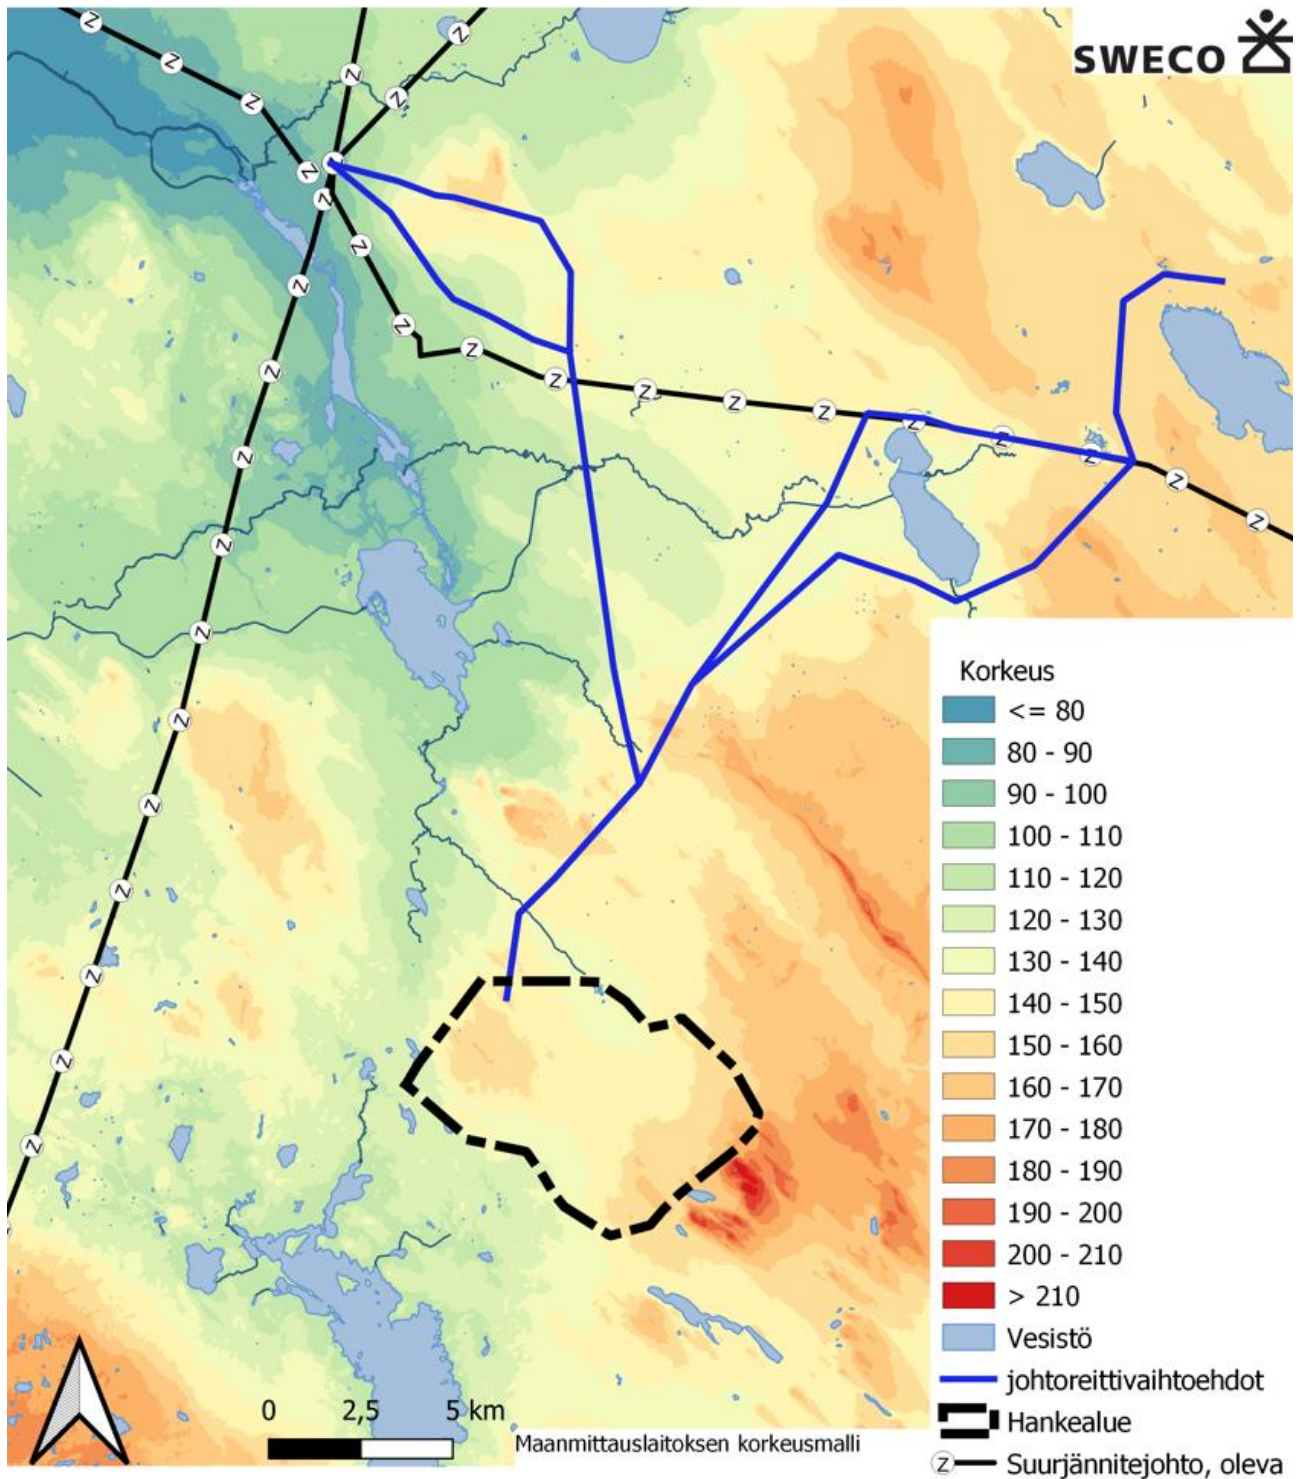 SWECO
Korkeus
<= 80
80 - 90
90 - 100
100 - 110
110 - 120
120 - 130
130 - 140
140 - 150
150 - 160
160 - 170
170 - 180
180 - 190
190 - 200
200 - 210
> 210
Vesistö
johtoreittivaihtoehdot
Hankealue
Z Suurjännitejohto, oleva
0 2,5 5 km
Maanmittauslaitoksen korkeusmalli